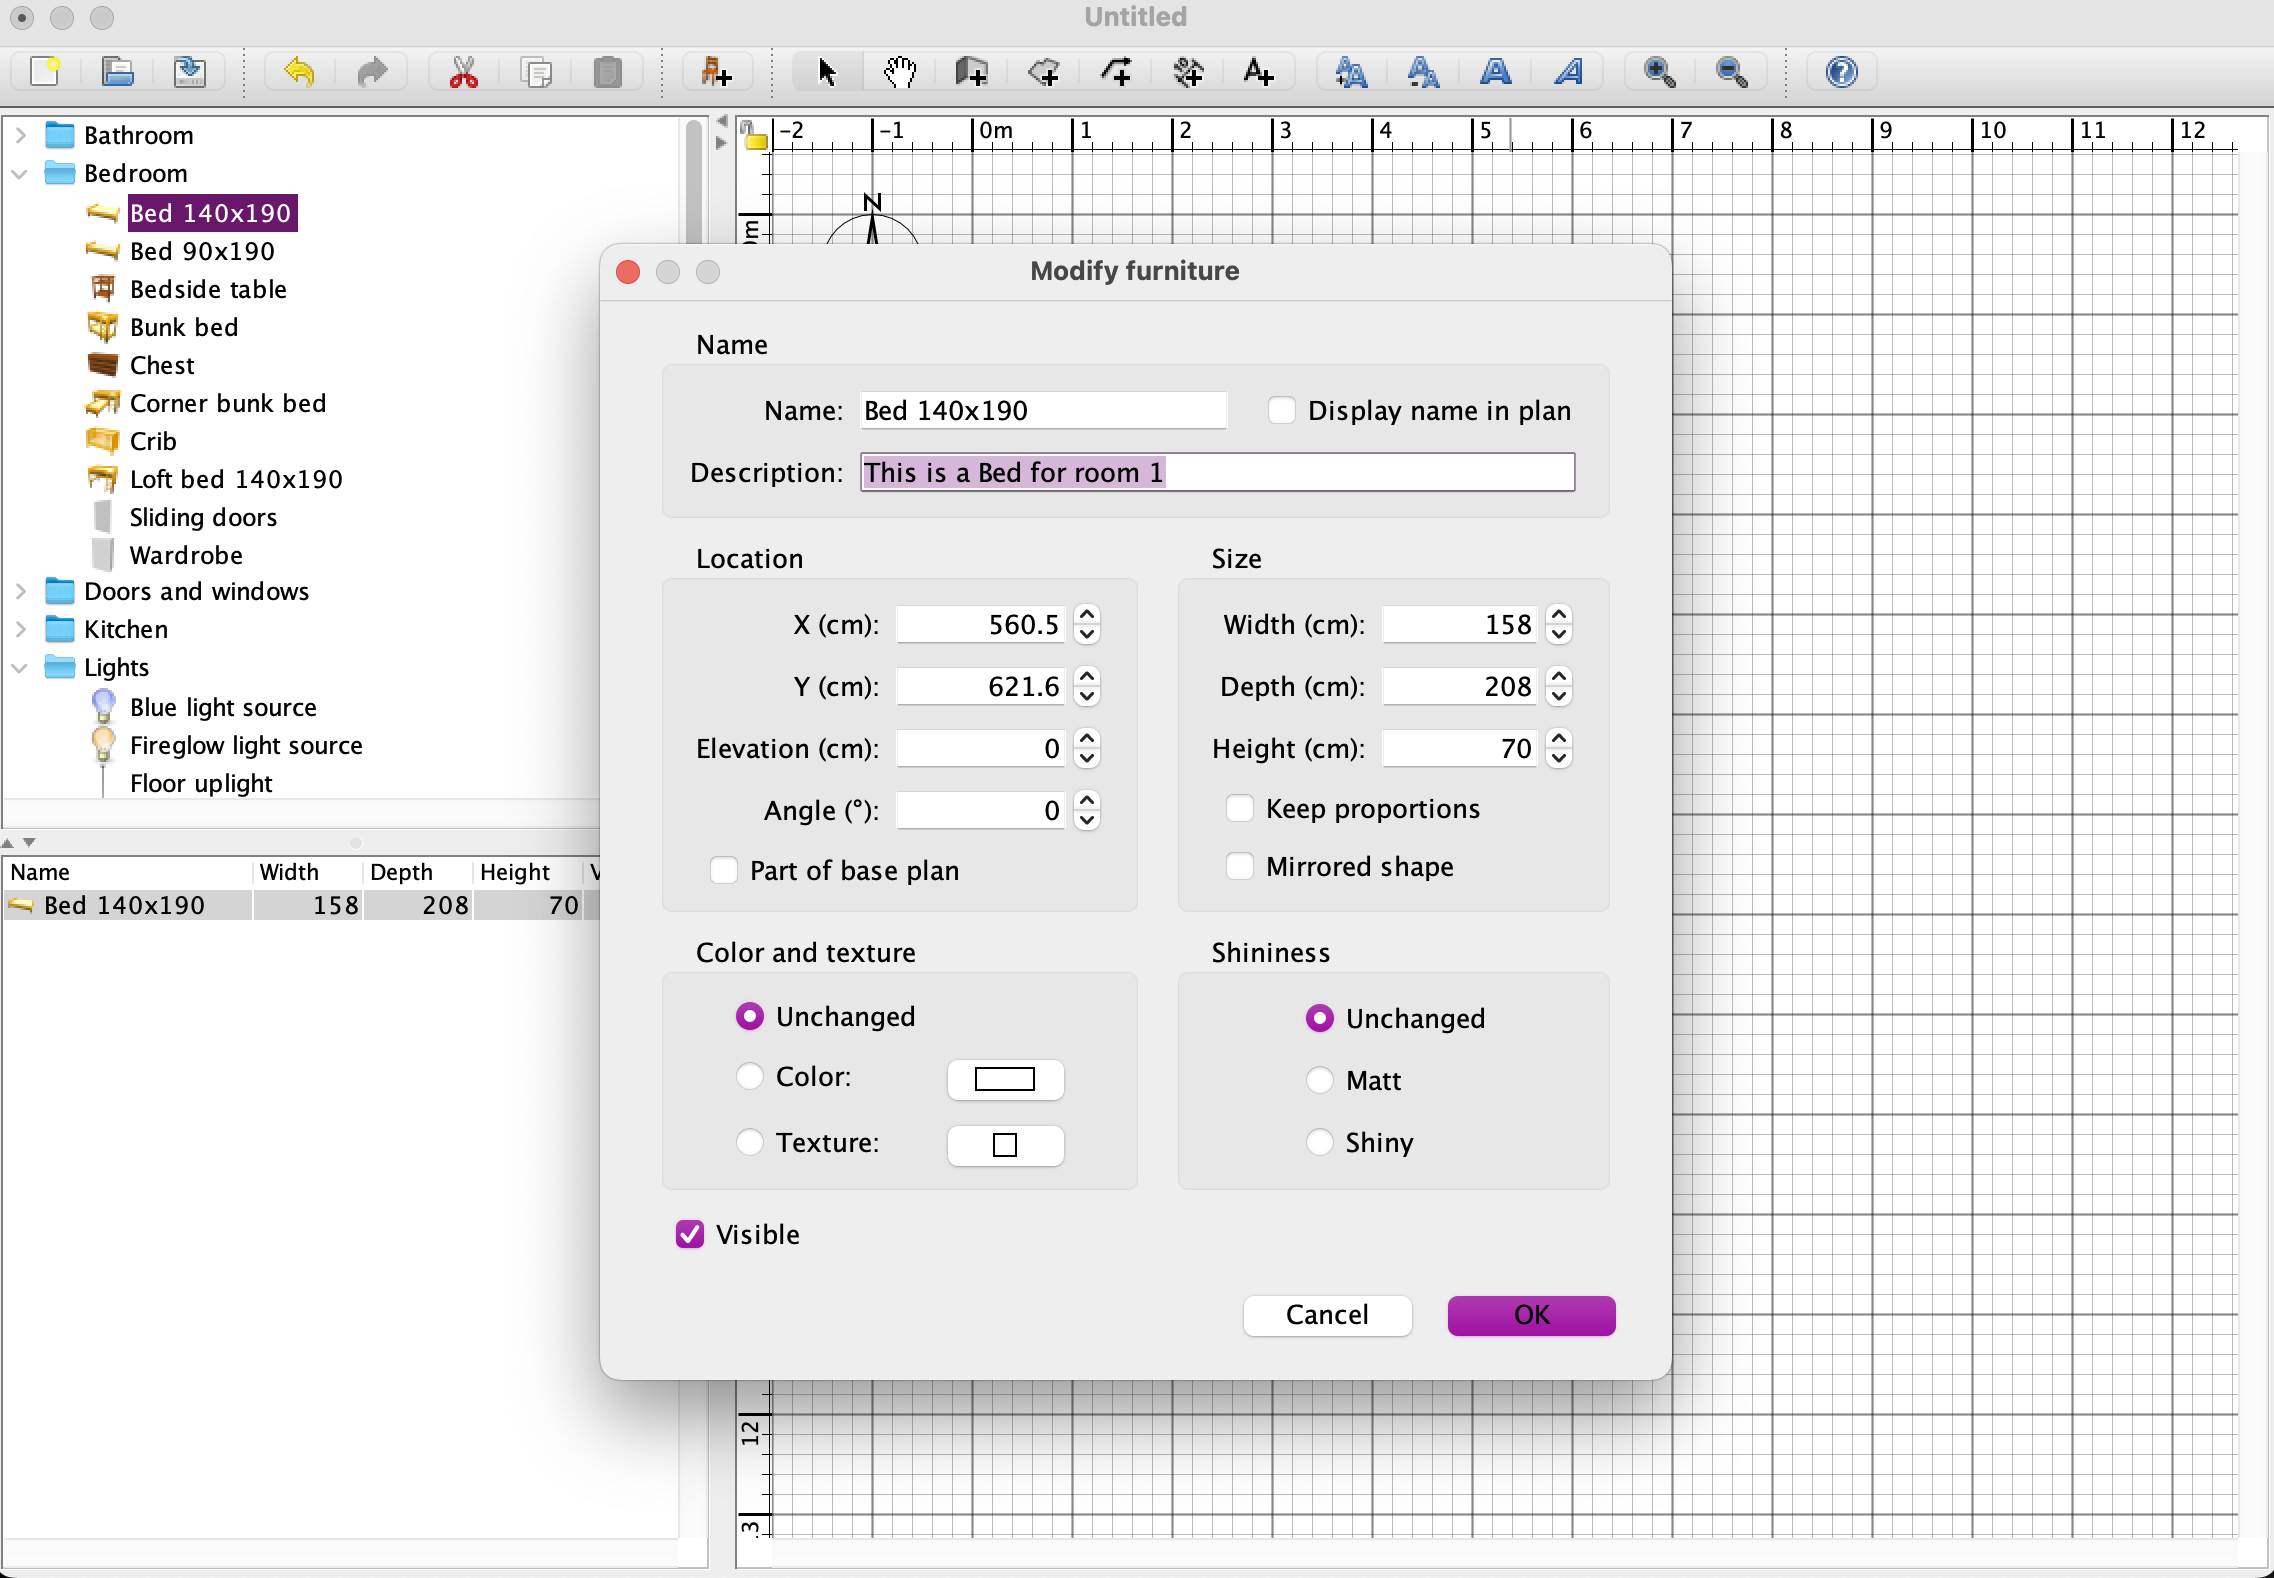 Untitled
-2 -1 0m 1 2 3 4 5 6 7 8 9 10 11 12
Bathroom
Bedroom
Bed 140x190
Bed 90x190
Bedside table
Bunk bed
Chest
Corner bunk bed
Crib
Loft bed 140x190
Sliding doors
Wardrobe
Doors and windows
Kitchen
Lights
Blue light source
Fireglow light source
Floor uplight
Name Width Depth Height
Bed 140x190 158 208 70
N
Modify furniture
Name
Name: Bed 140x190 Display name in plan
Description: This is a Bed for room 1
Location
X (cm): 560.5
Y (cm): 621.6
Elevation (cm): 0
Angle (°): 0
Part of base plan
Size
Width (cm): 158
Depth (cm): 208
Height (cm): 70
Keep proportions
Mirrored shape
Color and texture
Unchanged
Color:
Texture:
Shininess
Unchanged
Matt
Shiny
Visible
Cancel OK
12